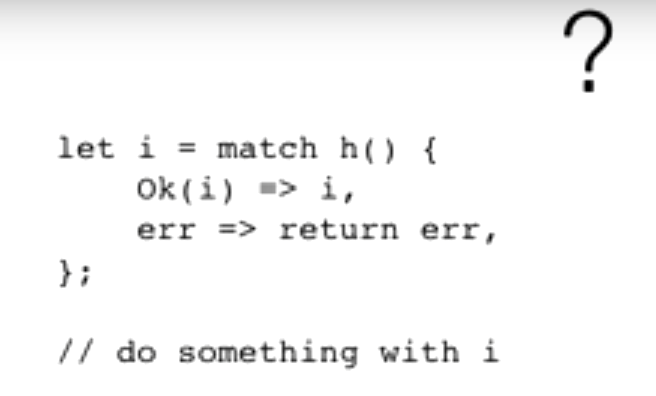 ?
let i = match h() {
    Ok(i) => i,
    err => return err,
};
// do something with i